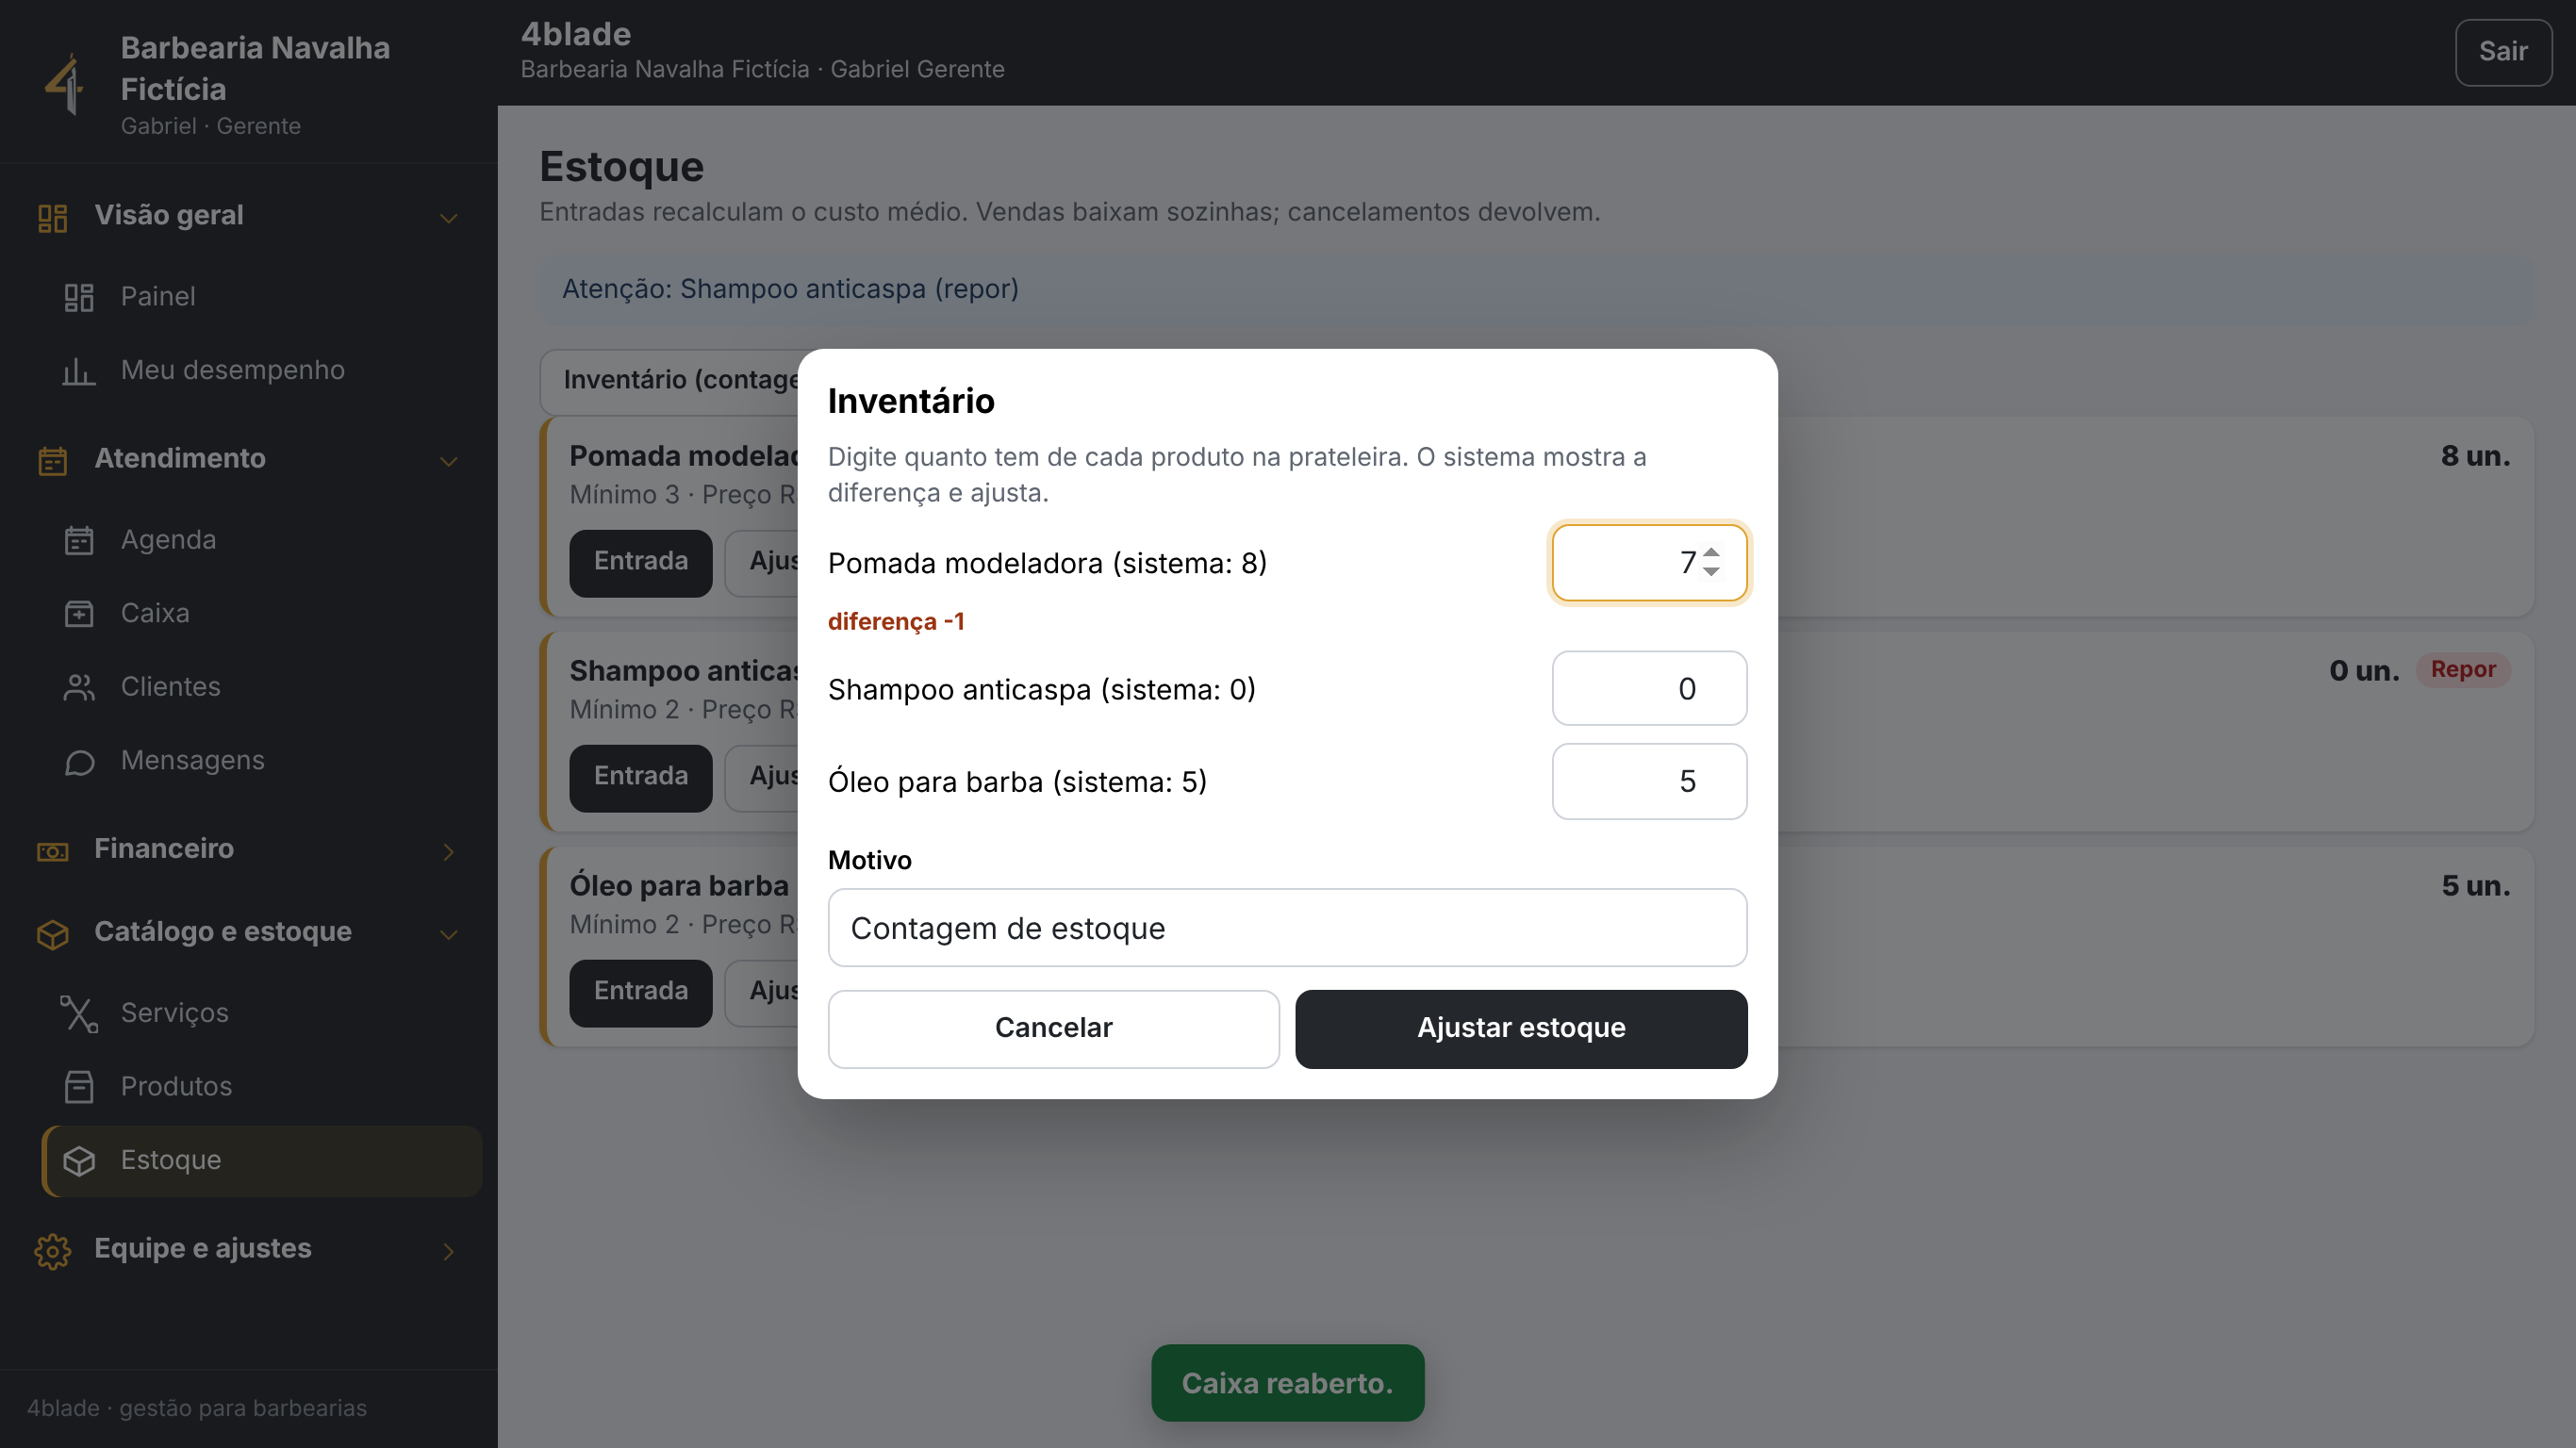 Barbearia Navalha
Fictícia
Gabriel · Gerente
Visão geral
Painel
Meu desempenho
Atendimento
Agenda
Caixa
Clientes
Mensagens
Financeiro
Catálogo e estoque
Serviços
Produtos
Estoque
Equipe e ajustes
4blade · gestão para barbearias
4blade
Barbearia Navalha Fictícia · Gabriel Gerente
Sair
Estoque
Entradas recalculam o custo médio. Vendas baixam sozinhas; cancelamentos devolvem.
Atenção: Shampoo anticaspa (repor)
Inventário (contage
Pomada modelad
8 un.
Mínimo 3 · Preço R
Entrada
Ajus
Shampoo anticas
0 un.
Repor
Mínimo 2 · Preço R
Entrada
Ajus
Óleo para barba
5 un.
Mínimo 2 · Preço R
Entrada
Ajus
Inventário
Digite quanto tem de cada produto na prateleira. O sistema mostra a
diferença e ajusta.
Pomada modeladora (sistema: 8)
7
diferença -1
Shampoo anticaspa (sistema: 0)
0
Óleo para barba (sistema: 5)
5
Motivo
Contagem de estoque
Cancelar
Ajustar estoque
Caixa reaberto.